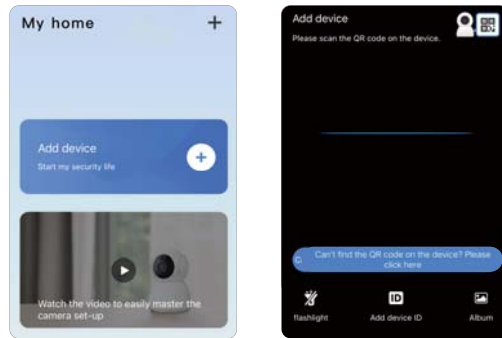 My home
+
Add device
Start my security life
+
Watch the video to easily master the
camera set-up
Add device
Please scan the QR code on the device.
Can't find the QR code on the device? Please
click here
flashlight
ID
Add device ID
Album